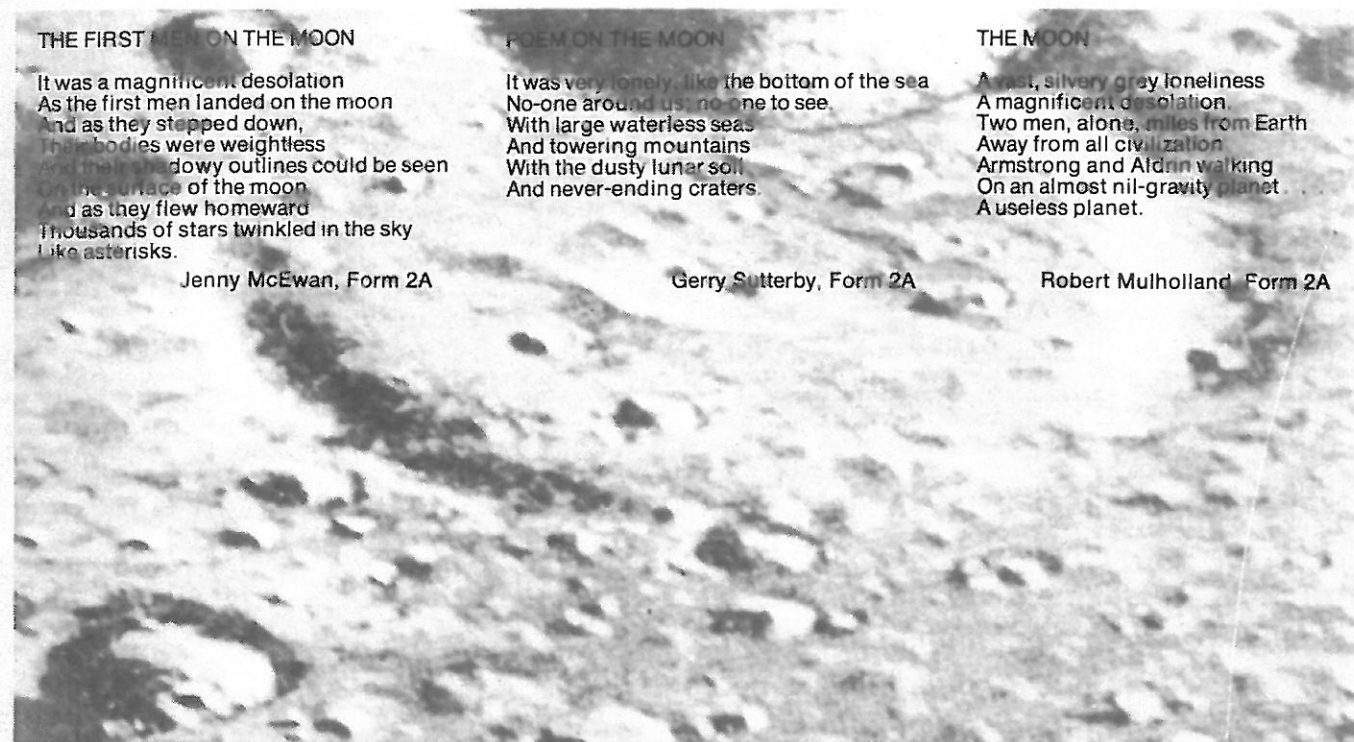 THE FIRST MEN ON THE MOON
It was a magnificent desolation
As the first men landed on the moon
And as they stepped down,
Their bodies were weightless
And their shadowy outlines could be seen
On the surface of the moon
And as they flew homeward
Thousands of stars twinkled in the sky
Like asterisks.
Jenny McEwan, Form 2A
POEM ON THE MOON
It was very lonely, like the bottom of the sea
No-one around us; no-one to see.
With large waterless seas
And towering mountains
With the dusty lunar soil
And never-ending craters.
Gerry Sutterby, Form 2A
THE MOON
A vast, silvery grey loneliness
A magnificent desolation.
Two men, alone, miles from Earth
Away from all civilization
Armstrong and Aldrin walking
On an almost nil-gravity planet
A useless planet.
Robert Mulholland, Form 2A